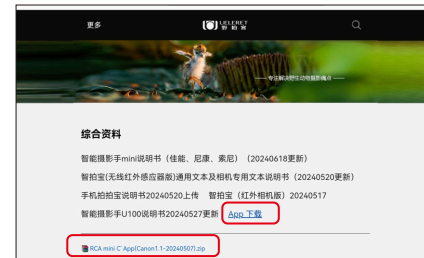 更多
UELERET
野拍客
—— 专注解决野生动物摄影痛点 ——
综合资料
智能摄影手mini说明书（佳能、尼康、索尼）（20240618更新）
智拍宝(无线红外感应器版)通用文本及相机专用文本说明书（20240520更新）
手机拍拍宝说明书20240520上传 智拍宝（红外相机版）20240517
智能摄影手U100说明书20240527更新 App 下载
RCA mini C' App(Canon1.1-20240507).zip